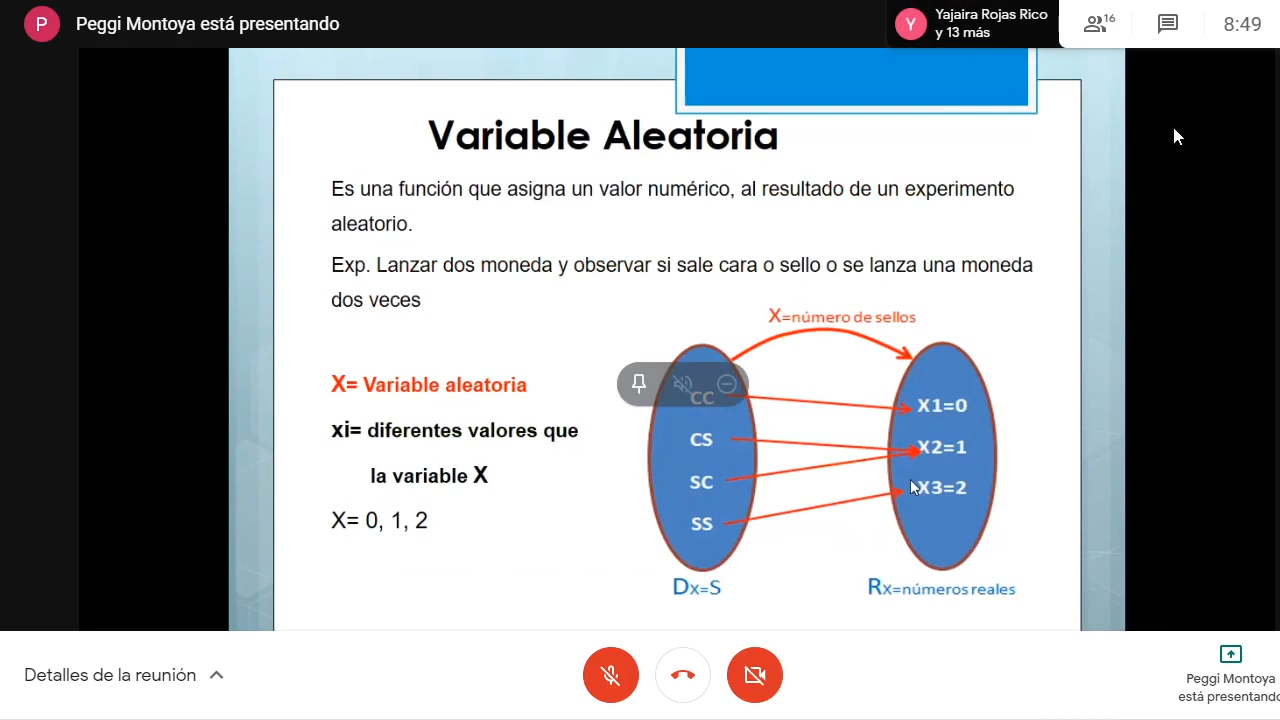 P
Peggi Montoya está presentando
Y
Yajaira Rojas Rico
y 13 más
16
8:49
Variable Aleatoria
Es una función que asigna un valor numérico, al resultado de un experimento
aleatorio.
Exp. Lanzar dos moneda y observar si sale cara o sello o se lanza una moneda
dos veces
X=número de sellos
X= Variable aleatoria
xi= diferentes valores que
la variable X
X= 0, 1, 2
CC
CS
SC
SS
X1=0
X2=1
X3=2
Dx=S
Rx=números reales
Detalles de la reunión
Peggi Montoya
está presentando